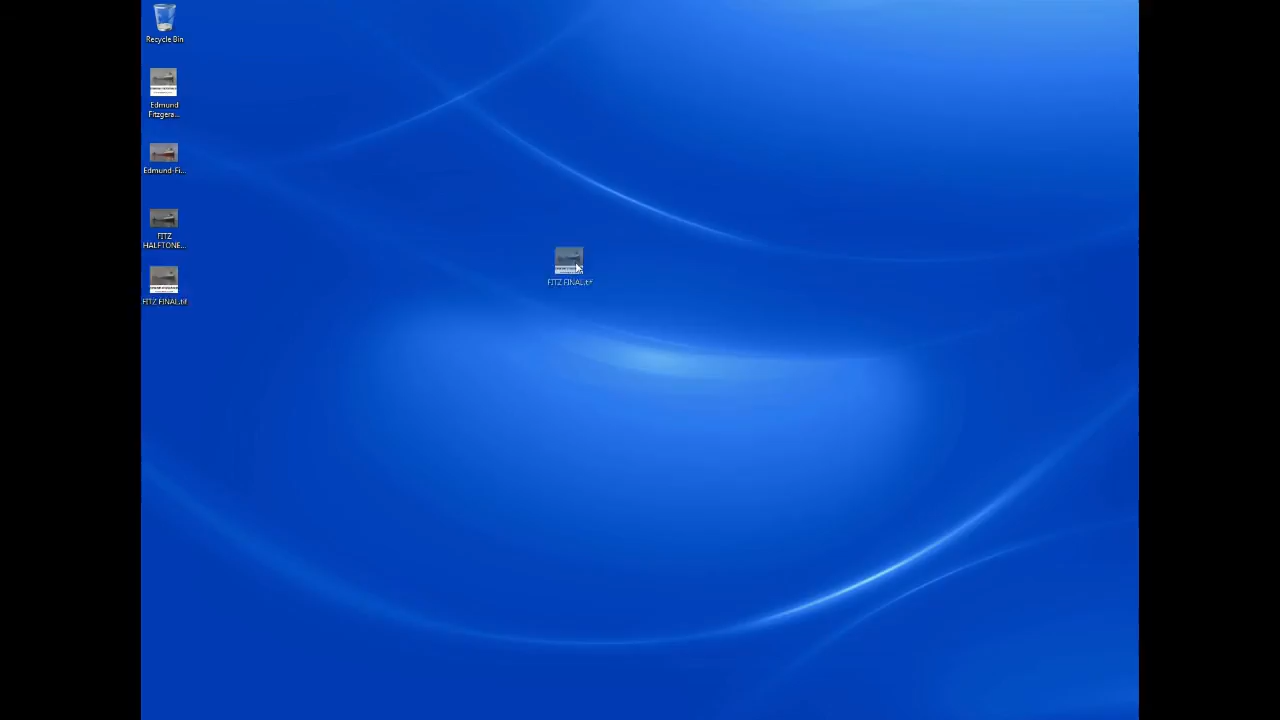 Recycle Bin
Edmund
Fitzgera...
Edmund-Fi...
FITZ
HALFTONE...
FITZ FINAL.tif
FITZ FINAL.tif